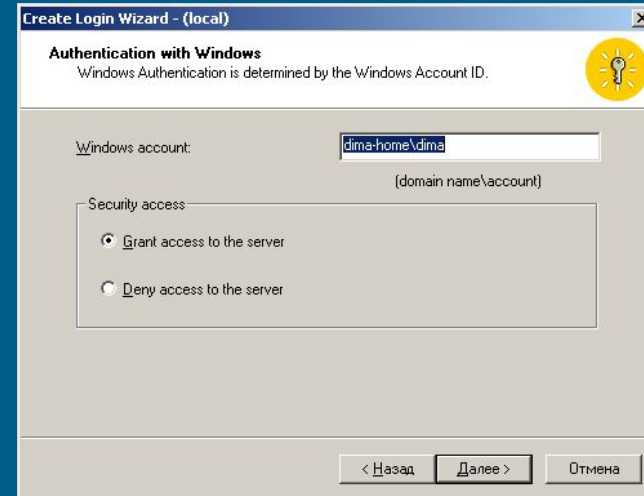 Create Login Wizard - (local)
Authentication with Windows
Windows Authentication is determined by the Windows Account ID.
Windows account:
dima-home\dima
(domain name\account)
Security access
Grant access to the server
Deny access to the server
< Назад
Далее >
Отмена